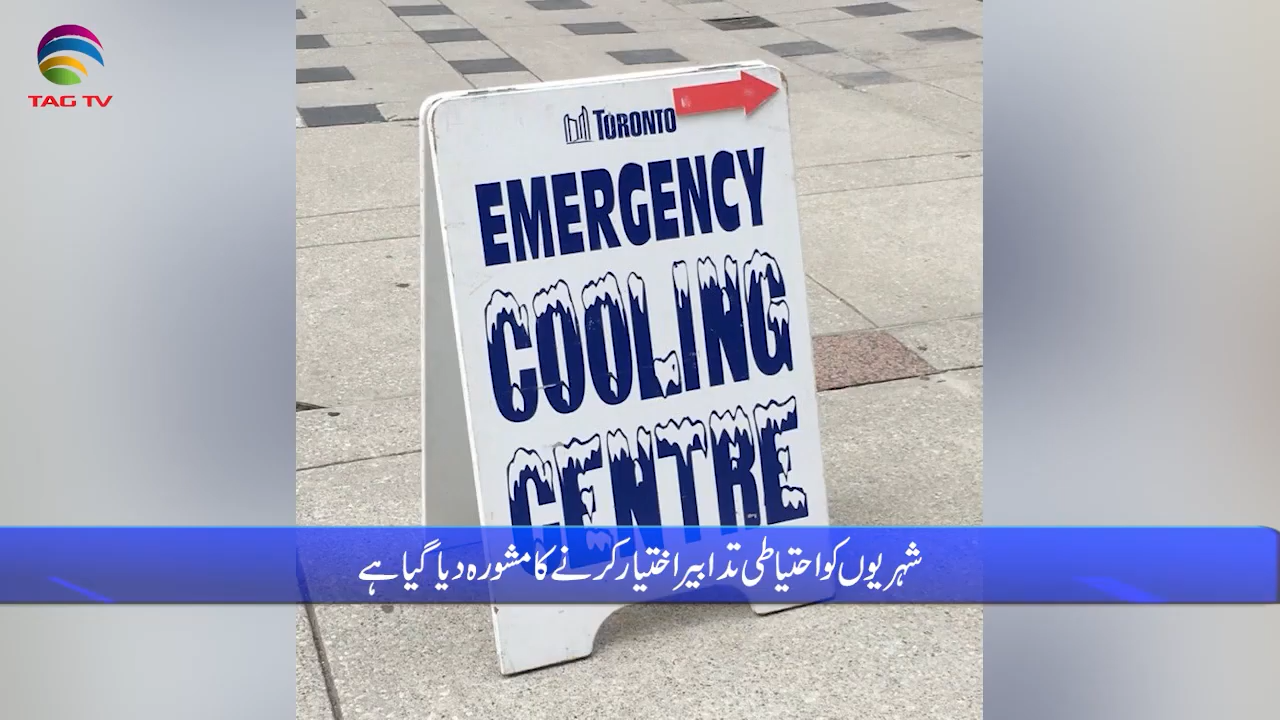 TAG TV
TORONTO
EMERGENCY
COOLING
CENTRE
شہریوں کو احتیاطی تدابیر اختیار کرنے کا مشورہ دیا گیا ہے